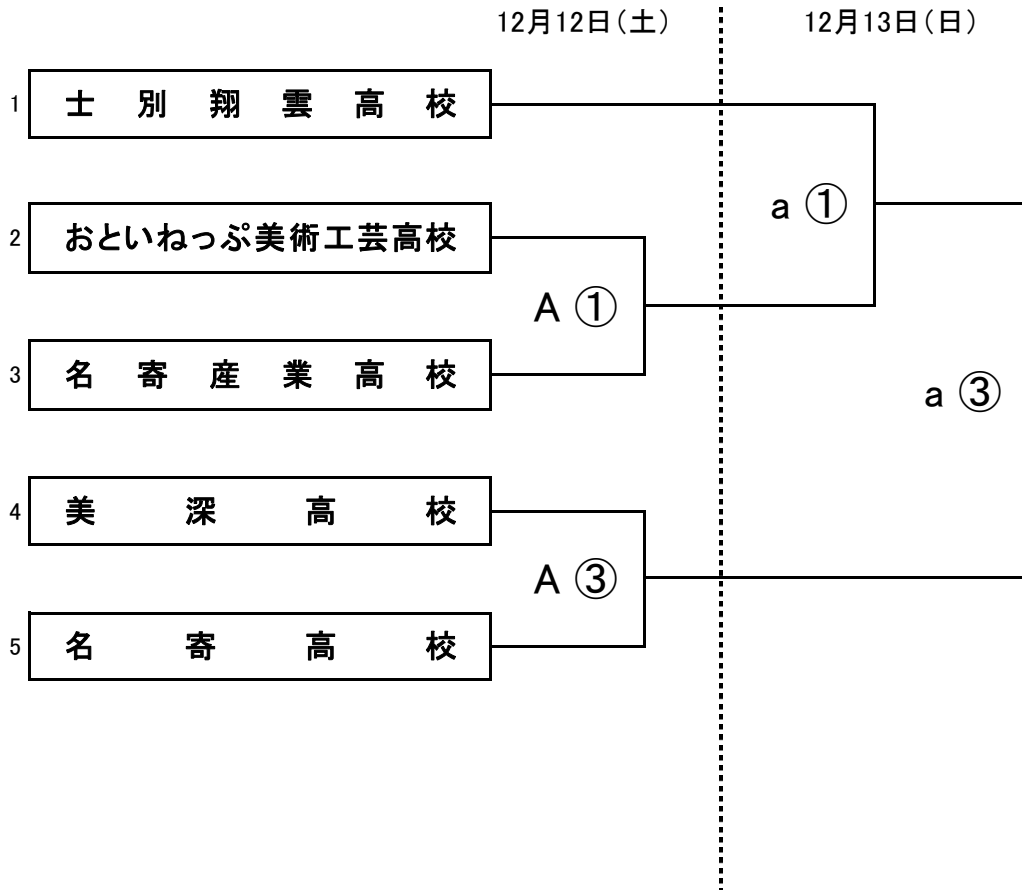 12月12日（土） 12月13日（日）
1 士別翔雲高校
a ①
2 おといねっぷ美術工芸高校
A ①
3 名寄産業高校
a ③
4 美深高校
A ③
5 名寄高校